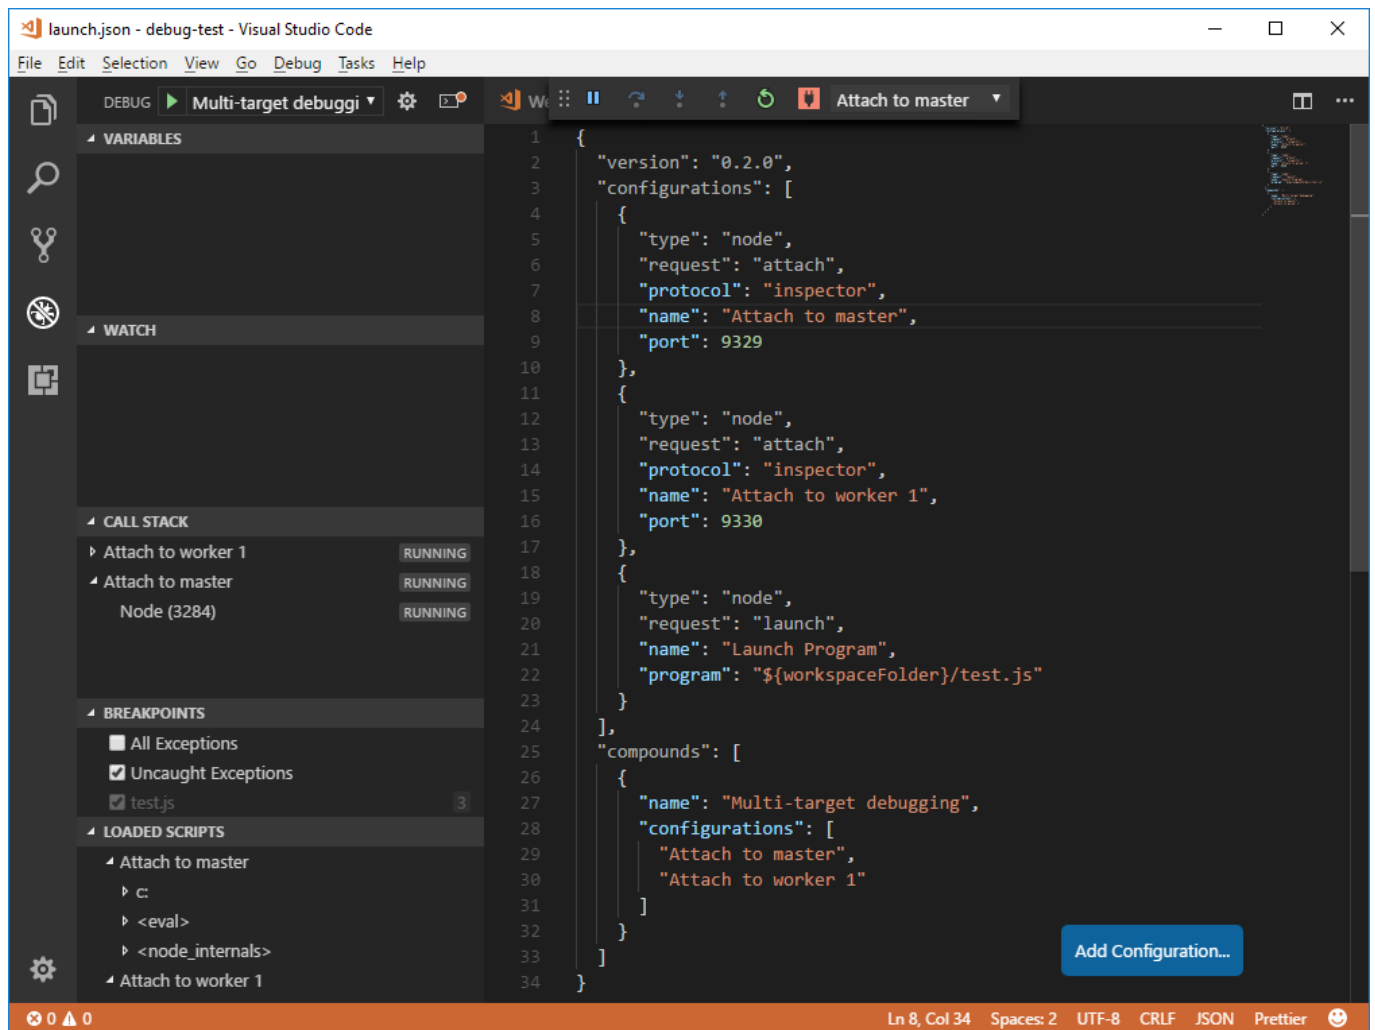 launch.json - debug-test - Visual Studio Code
File Edit Selection View Go Debug Tasks Help
DEBUG Multi-target debuggi
We
Attach to master
VARIABLES
WATCH
CALL STACK
Attach to worker 1 RUNNING
Attach to master RUNNING
Node (3284) RUNNING
BREAKPOINTS
All Exceptions
Uncaught Exceptions
test.js 3
LOADED SCRIPTS
Attach to master
c:
<eval>
<node_internals>
Attach to worker 1
1 {
2 "version": "0.2.0",
3 "configurations": [
4 {
5 "type": "node",
6 "request": "attach",
7 "protocol": "inspector",
8 "name": "Attach to master",
9 "port": 9329
10 },
11 {
12 "type": "node",
13 "request": "attach",
14 "protocol": "inspector",
15 "name": "Attach to worker 1",
16 "port": 9330
17 },
18 {
19 "type": "node",
20 "request": "launch",
21 "name": "Launch Program",
22 "program": "${workspaceFolder}/test.js"
23 }
24 ],
25 "compounds": [
26 {
27 "name": "Multi-target debugging",
28 "configurations": [
29 "Attach to master",
30 "Attach to worker 1"
31 ]
32 }
33 ]
34 }
Add Configuration...
0 0
Ln 8, Col 34 Spaces: 2 UTF-8 CRLF JSON Prettier